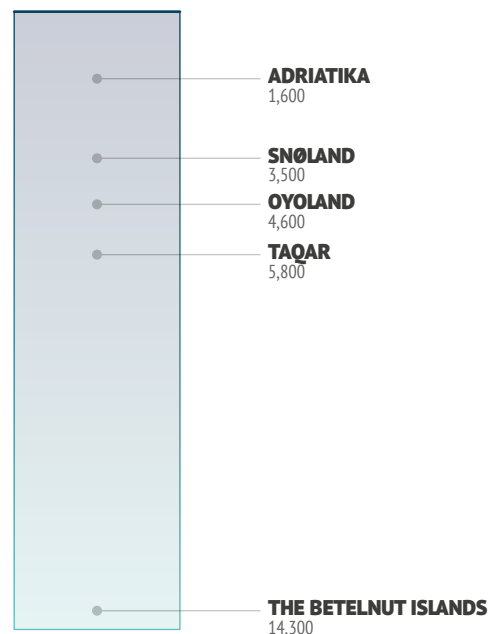 ADRIATIKA
1,600
SNØLAND
3,500
OYOLAND
4,600
TAQAR
5,800
THE BETELNUT ISLANDS
14,300